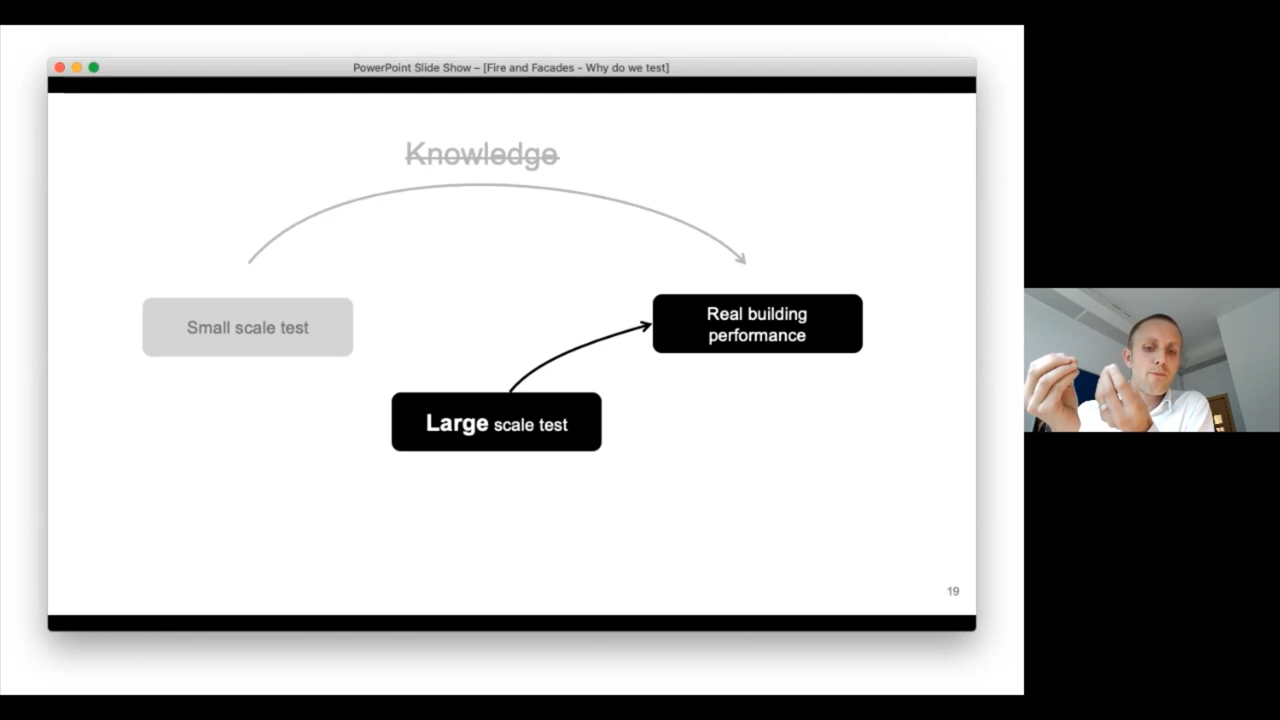 PowerPoint Slide Show – [Fire and Facades - Why do we test]
Knowledge
Small scale test
Real building
performance
Large scale test
19